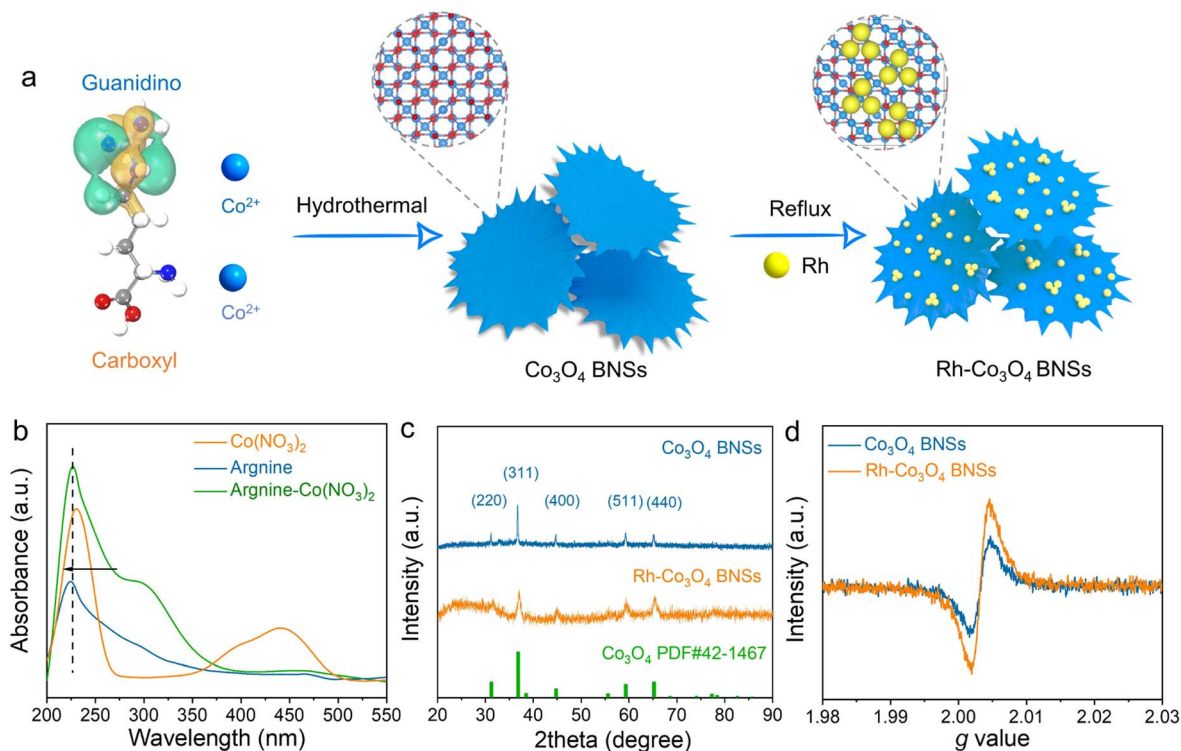 a
Guanidino
Co²⁺
Co²⁺
Carboxyl
Hydrothermal
Co₃O₄ BNSs
Reflux
Rh
Rh-Co₃O₄ BNSs
b
Co(NO₃)₂
Argnine
Argnine-Co(NO₃)₂
Absorbance (a.u.)
200 250 300 350 400 450 500 550
Wavelength (nm)
c
Co₃O₄ BNSs
(311)
(220) (400) (511) (440)
Rh-Co₃O₄ BNSs
Co₃O₄ PDF#42-1467
Intensity (a.u.)
20 30 40 50 60 70 80 90
2theta (degree)
d
Co₃O₄ BNSs
Rh-Co₃O₄ BNSs
Intensity (a.u.)
1.98 1.99 2.00 2.01 2.02 2.03
g value